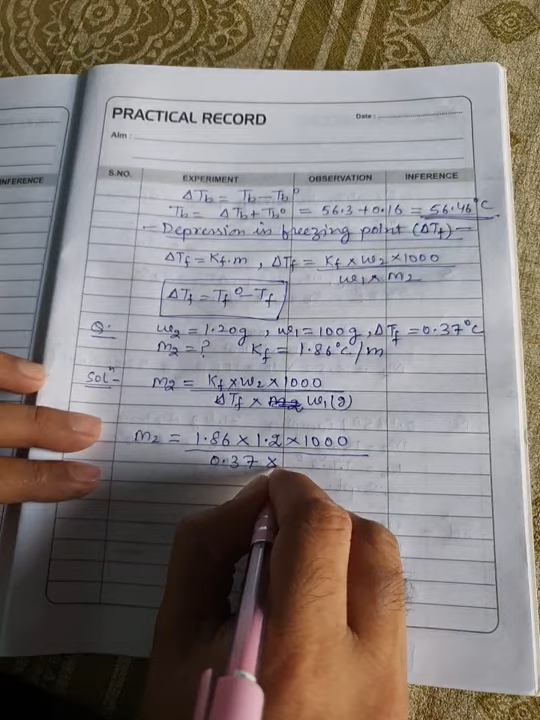 PRACTICAL RECORD
Date :
Aim :
INFERENCE
S.NO. EXPERIMENT OBSERVATION INFERENCE
ΔTb = Tb - Tb°
Tb = ΔTb + Tb° = 56.3 + 0.16 = 56.46°C
- Depression in freezing point (ΔTf) -
ΔTf = Kf.m , ΔTf = Kf × w2 × 1000
w1 × M2
ΔTf = Tf° - Tf
Q. w2 = 1.20g , w1 = 100g , ΔTf = 0.37°C
M2 = ? Kf = 1.86°C/m
Solⁿ - M2 = Kf × w2 × 1000
ΔTf × w1(g)
M2 = 1.86 × 1.2 × 1000
0.37 ×